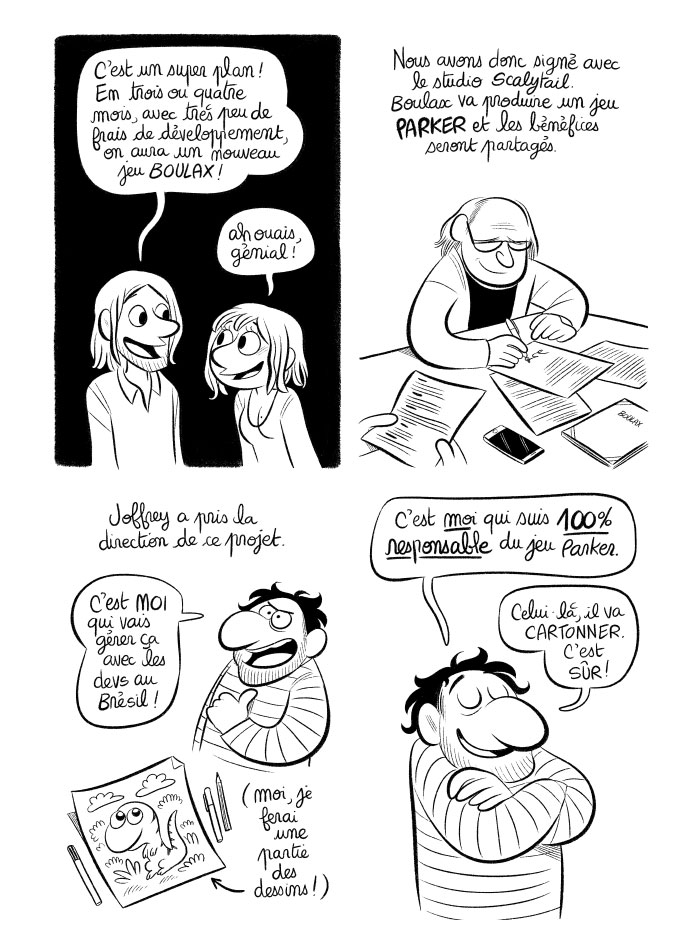 C'est un super plan !
En trois ou quatre
mois, avec très peu de
frais de développement,
on aura un nouveau
jeu BOULAX !
ah ouais,
génial !
Nous avons donc signé avec
le studio Scalytail.
Boulax va produire un jeu
PARKER et les bénéfices
seront partagés.
BOULAX
Joffrey a pris la
direction de ce projet.
C'est MOI
qui vais
gérer ça
avec les
devs au
Brésil !
(moi, je
ferai
une
partie
des
dessins !)
C'est moi qui suis 100%
responsable du jeu Parker.
Celui-là, il va
CARTONNER.
C'est
SÛR !